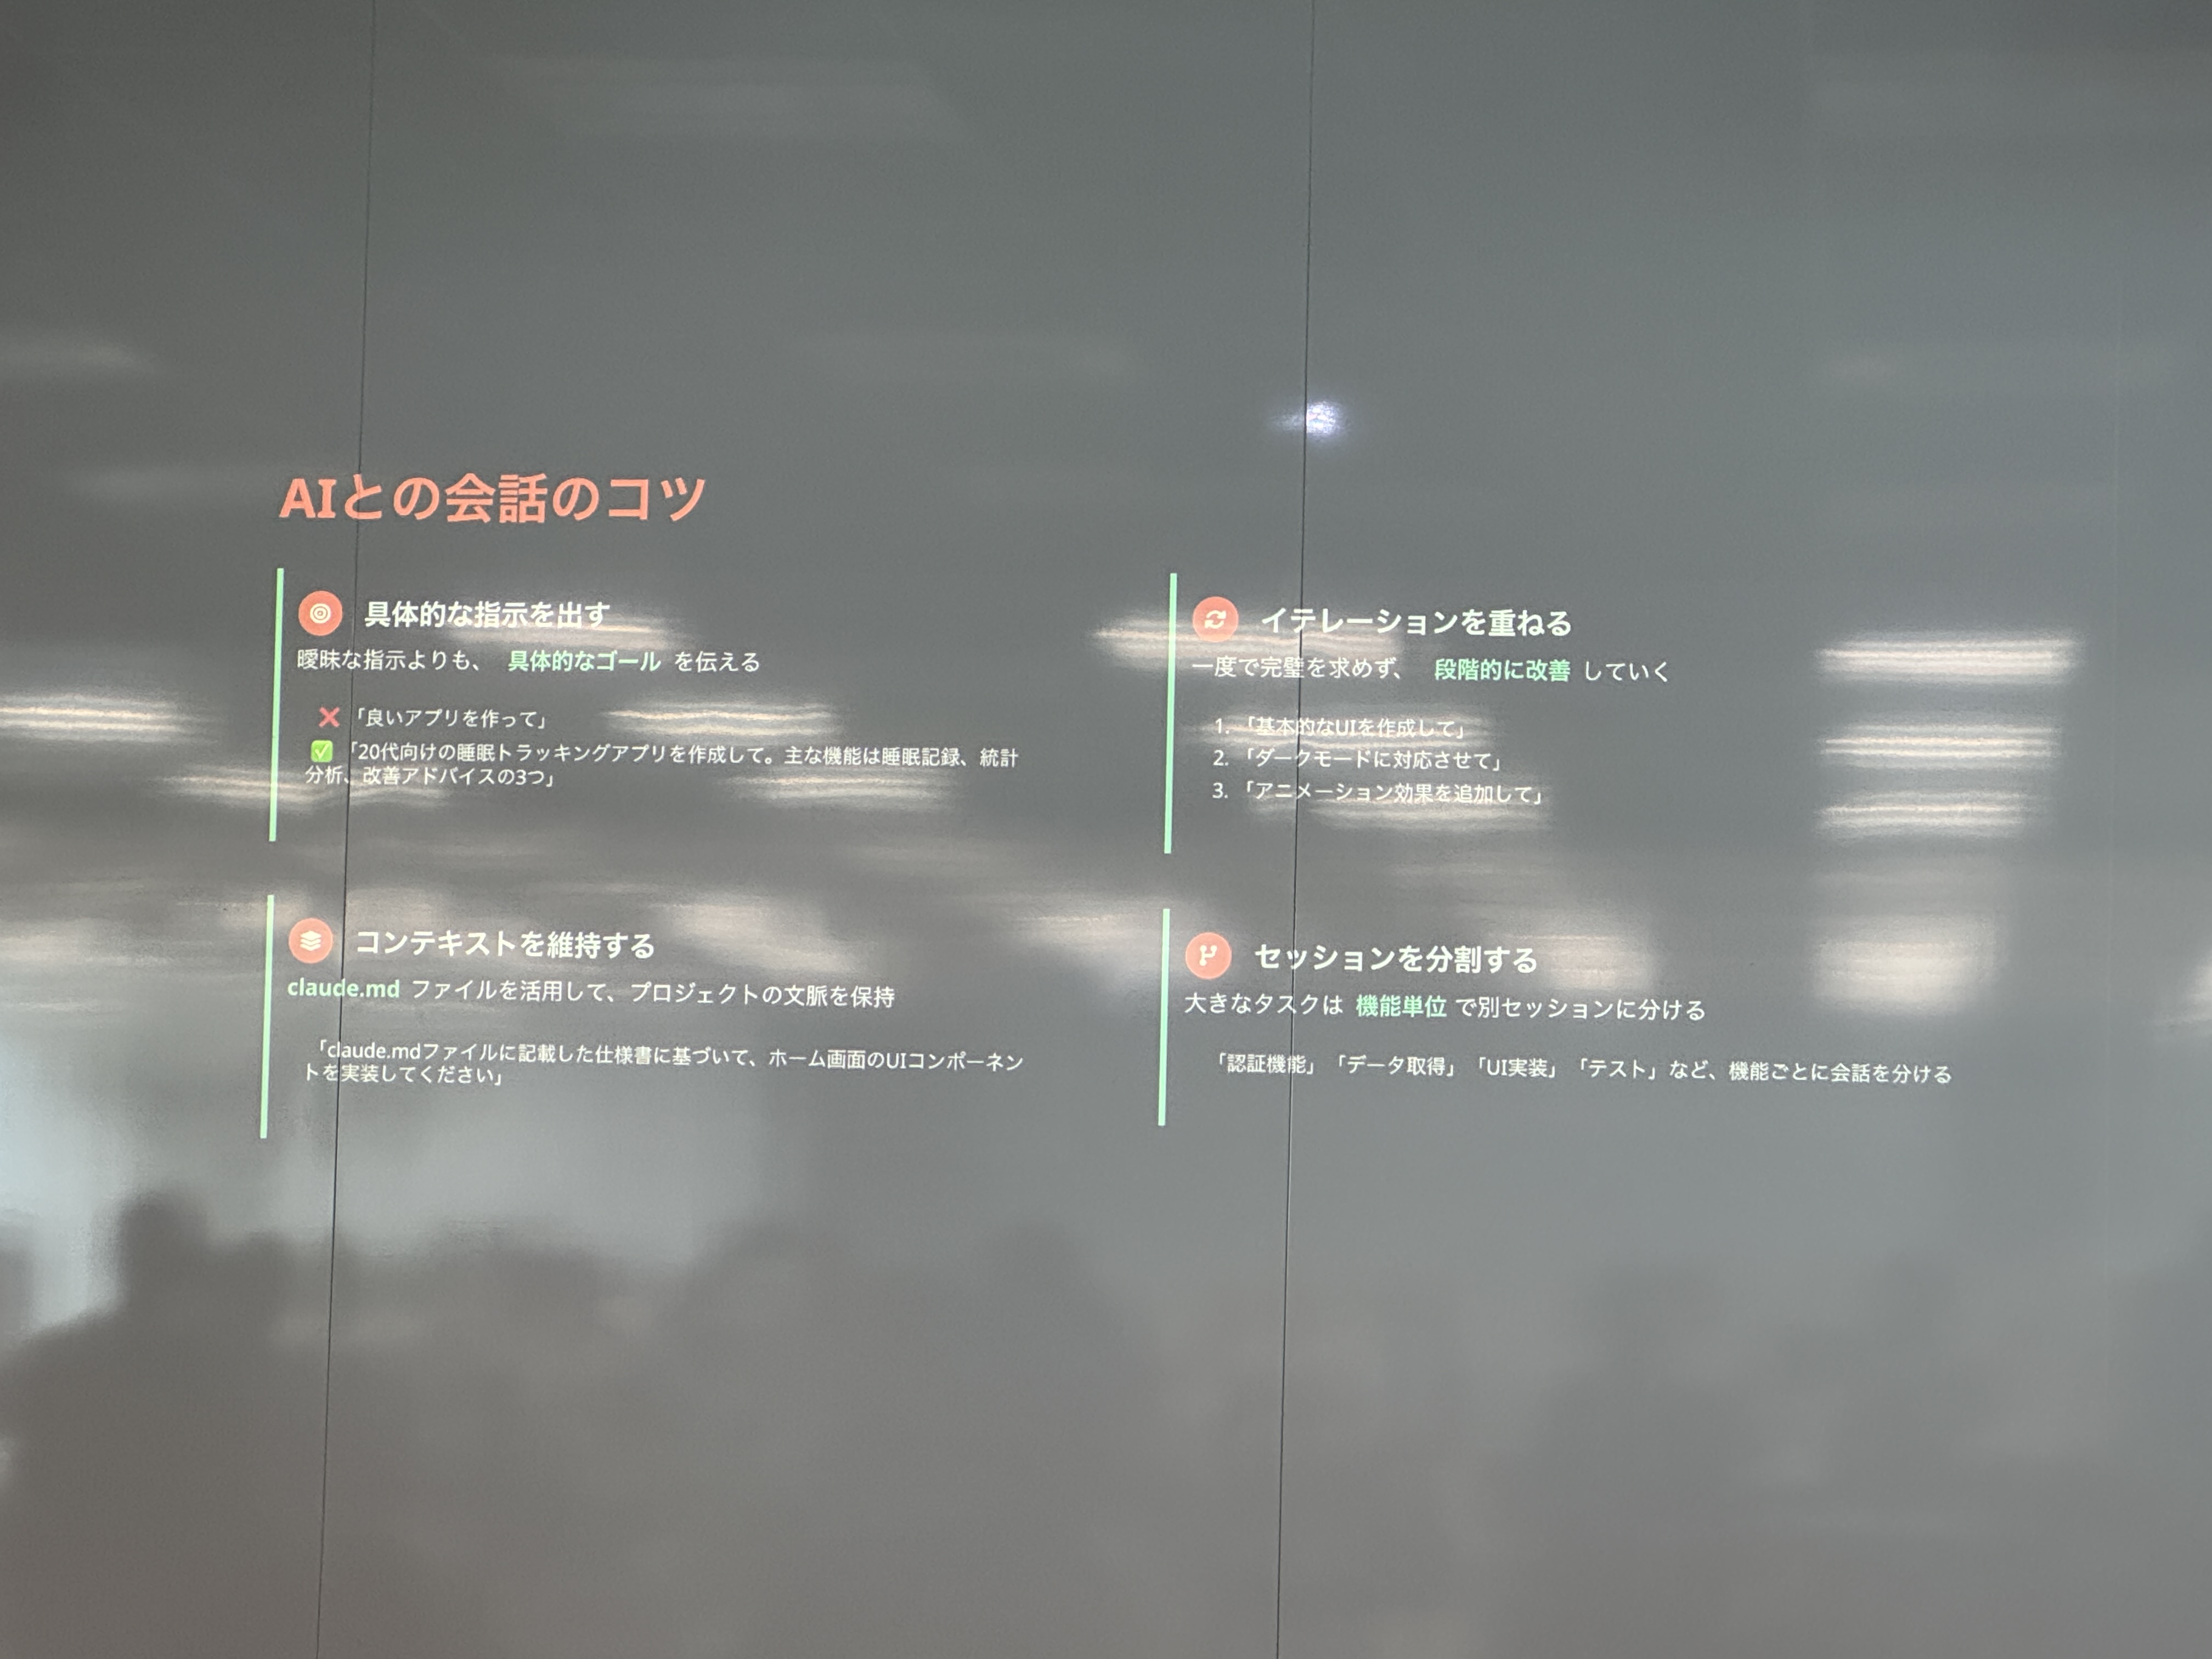 AIとの会話のコツ
具体的な指示を出す
曖昧な指示よりも、 具体的なゴール を伝える
❌ 「良いアプリを作って」
✅ 「20代向けの睡眠トラッキングアプリを作成して。主な機能は睡眠記録、統計
分析、改善アドバイスの3つ」
イテレーションを重ねる
一度で完璧を求めず、 段階的に改善 していく
1. 「基本的なUIを作成して」
2. 「ダークモードに対応させて」
3. 「アニメーション効果を追加して」
コンテキストを維持する
claude.md ファイルを活用して、プロジェクトの文脈を保持
「claude.mdファイルに記載した仕様書に基づいて、ホーム画面のUIコンポーネン
トを実装してください」
セッションを分割する
大きなタスクは 機能単位 で別セッションに分ける
「認証機能」「データ取得」「UI実装」「テスト」など、機能ごとに会話を分ける